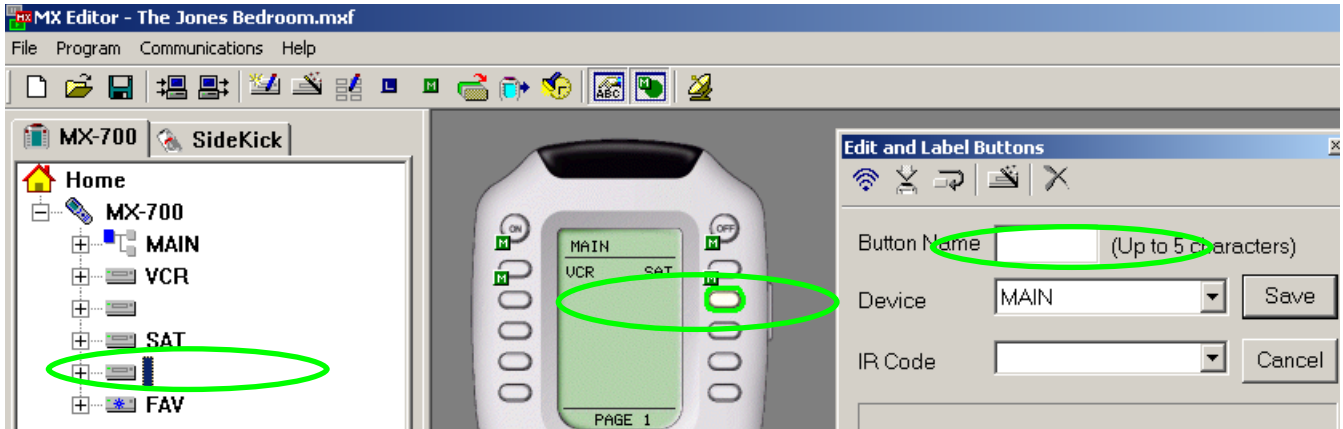 MX Editor - The Jones Bedroom.mxf
File Program Communications Help
L M ABC M
MX-700 SideKick
Home
MX-700
MAIN
VCR
SAT
FAV
ON OFF
M M
MAIN
M M
VCR SAT
PAGE 1
Edit and Label Buttons
Button Name (Up to 5 characters)
Device MAIN Save
IR Code Cancel